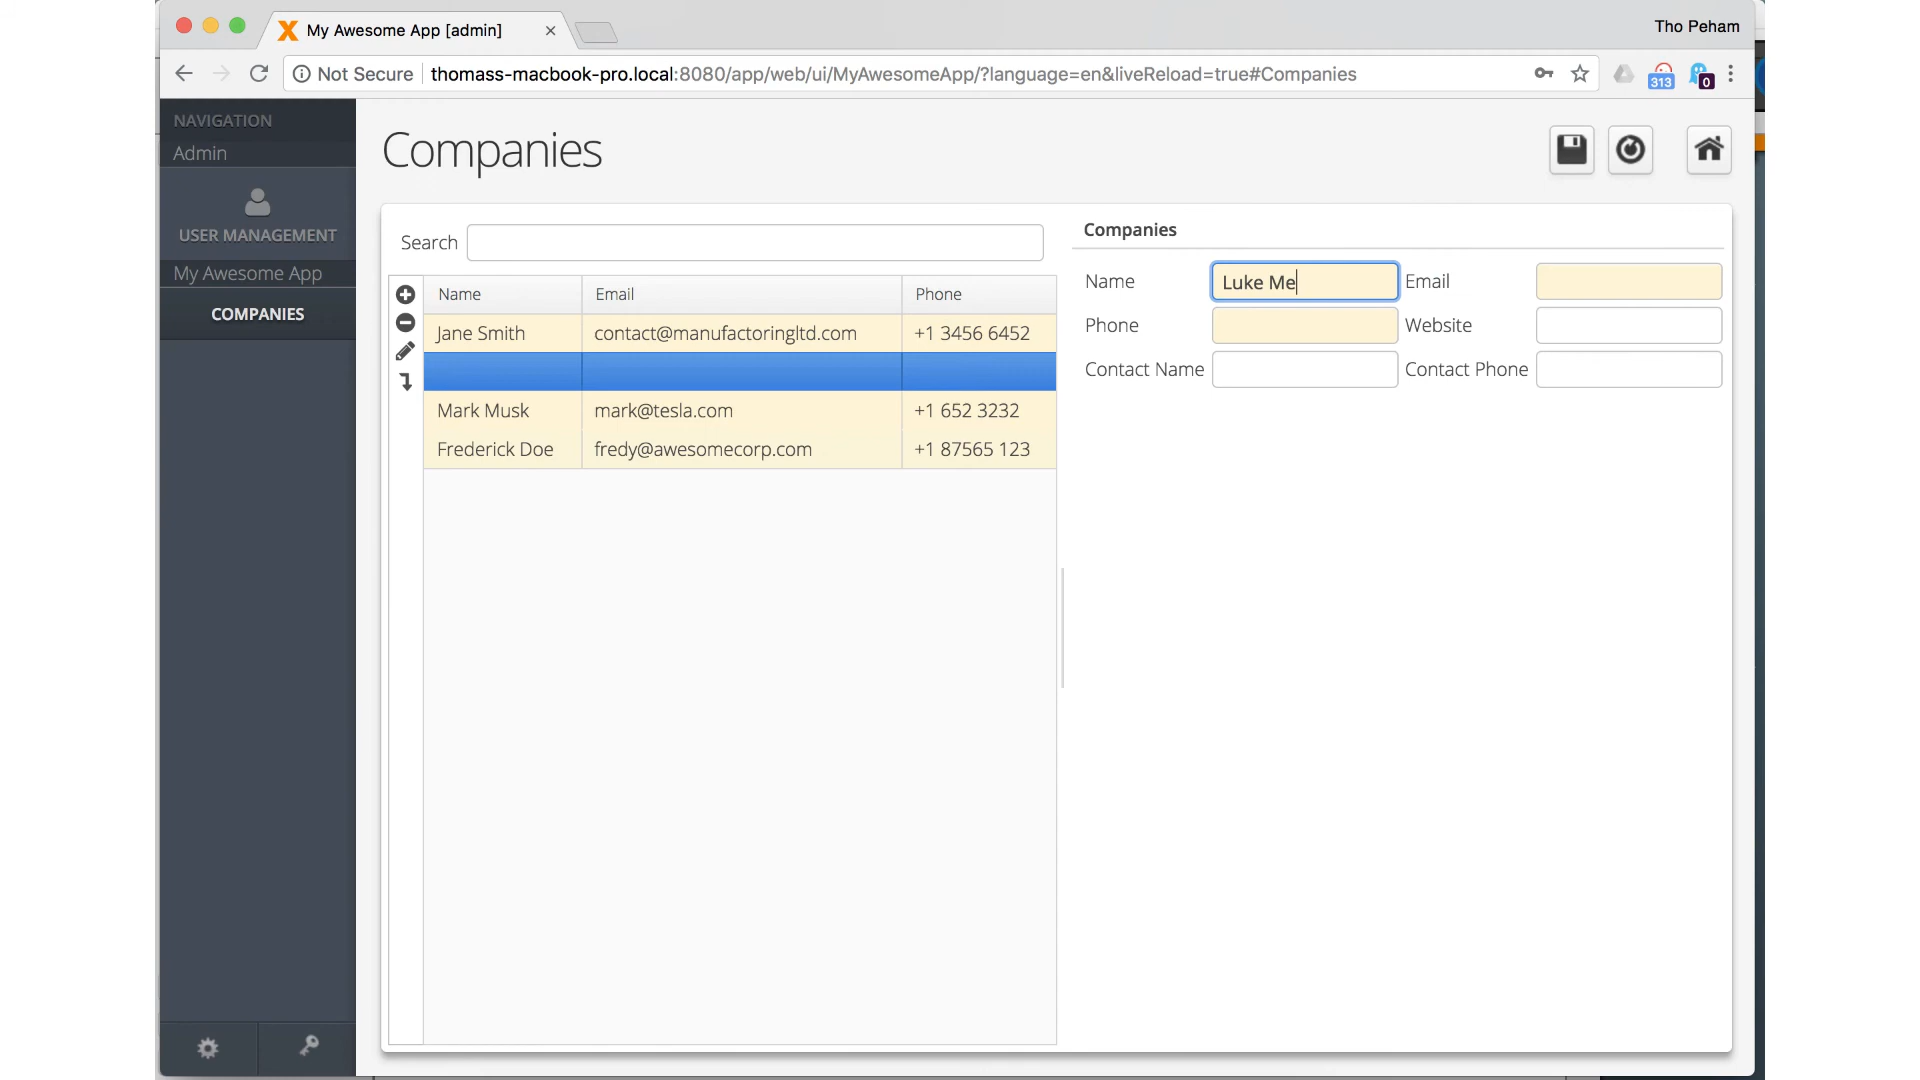 My Awesome App [admin]
Tho Peham
Not Secure
thomass-macbook-pro.local:8080/app/web/ui/MyAwesomeApp/?language=en&liveReload=true#Companies
313
0
NAVIGATION
Admin
USER MANAGEMENT
My Awesome App
COMPANIES
Companies
Search
Name Email Phone
Jane Smith contact@manufactoringltd.com +1 3456 6452
Mark Musk mark@tesla.com +1 652 3232
Frederick Doe fredy@awesomecorp.com +1 87565 123
Companies
Name Luke Me Email
Phone Website
Contact Name Contact Phone